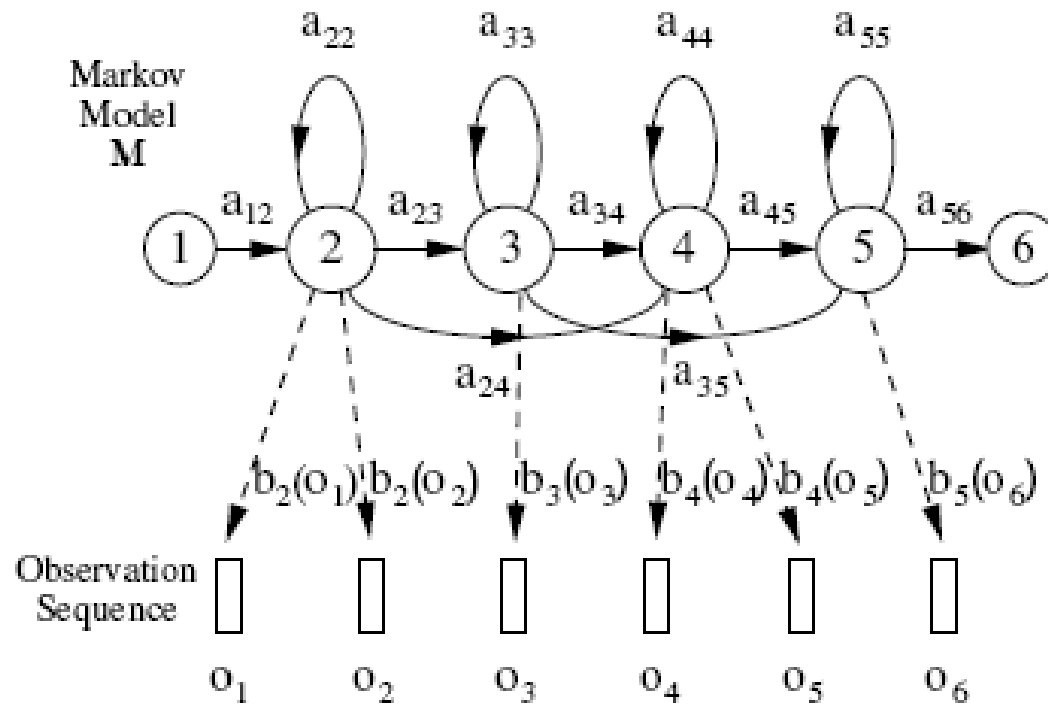 a₂₂ a₃₃ a₄₄ a₅₅
Markov
Model
M
a₁₂ a₂₃ a₃₄ a₄₅ a₅₆
1 2 3 4 5 6
a₂₄ a₃₅
b₂(o₁) b₂(o₂) b₃(o₃) b₄(o₄) b₄(o₅) b₅(o₆)
Observation
Sequence
o₁ o₂ o₃ o₄ o₅ o₆